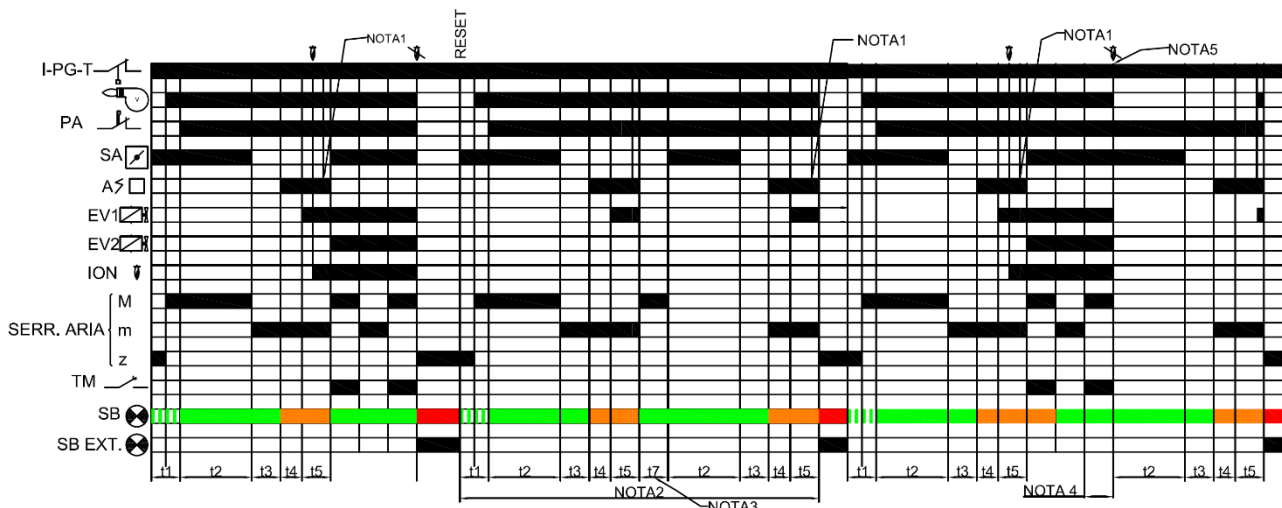 RESET
NOTA1
NOTA1
NOTA1
NOTA5
I-PG-T
V
PA
SA
A
EV1
EV2
ION
M
SERR. ARIA
m
z
TM
SB
SB EXT.
t1 t2 t3 t4 t5 t1 t2 t3 t4 t5 t7 t2 t3 t4 t5 t1 t2 t3 t4 t5 t2 t3 t4 t5
NOTA2
NOTA 4
NOTA3